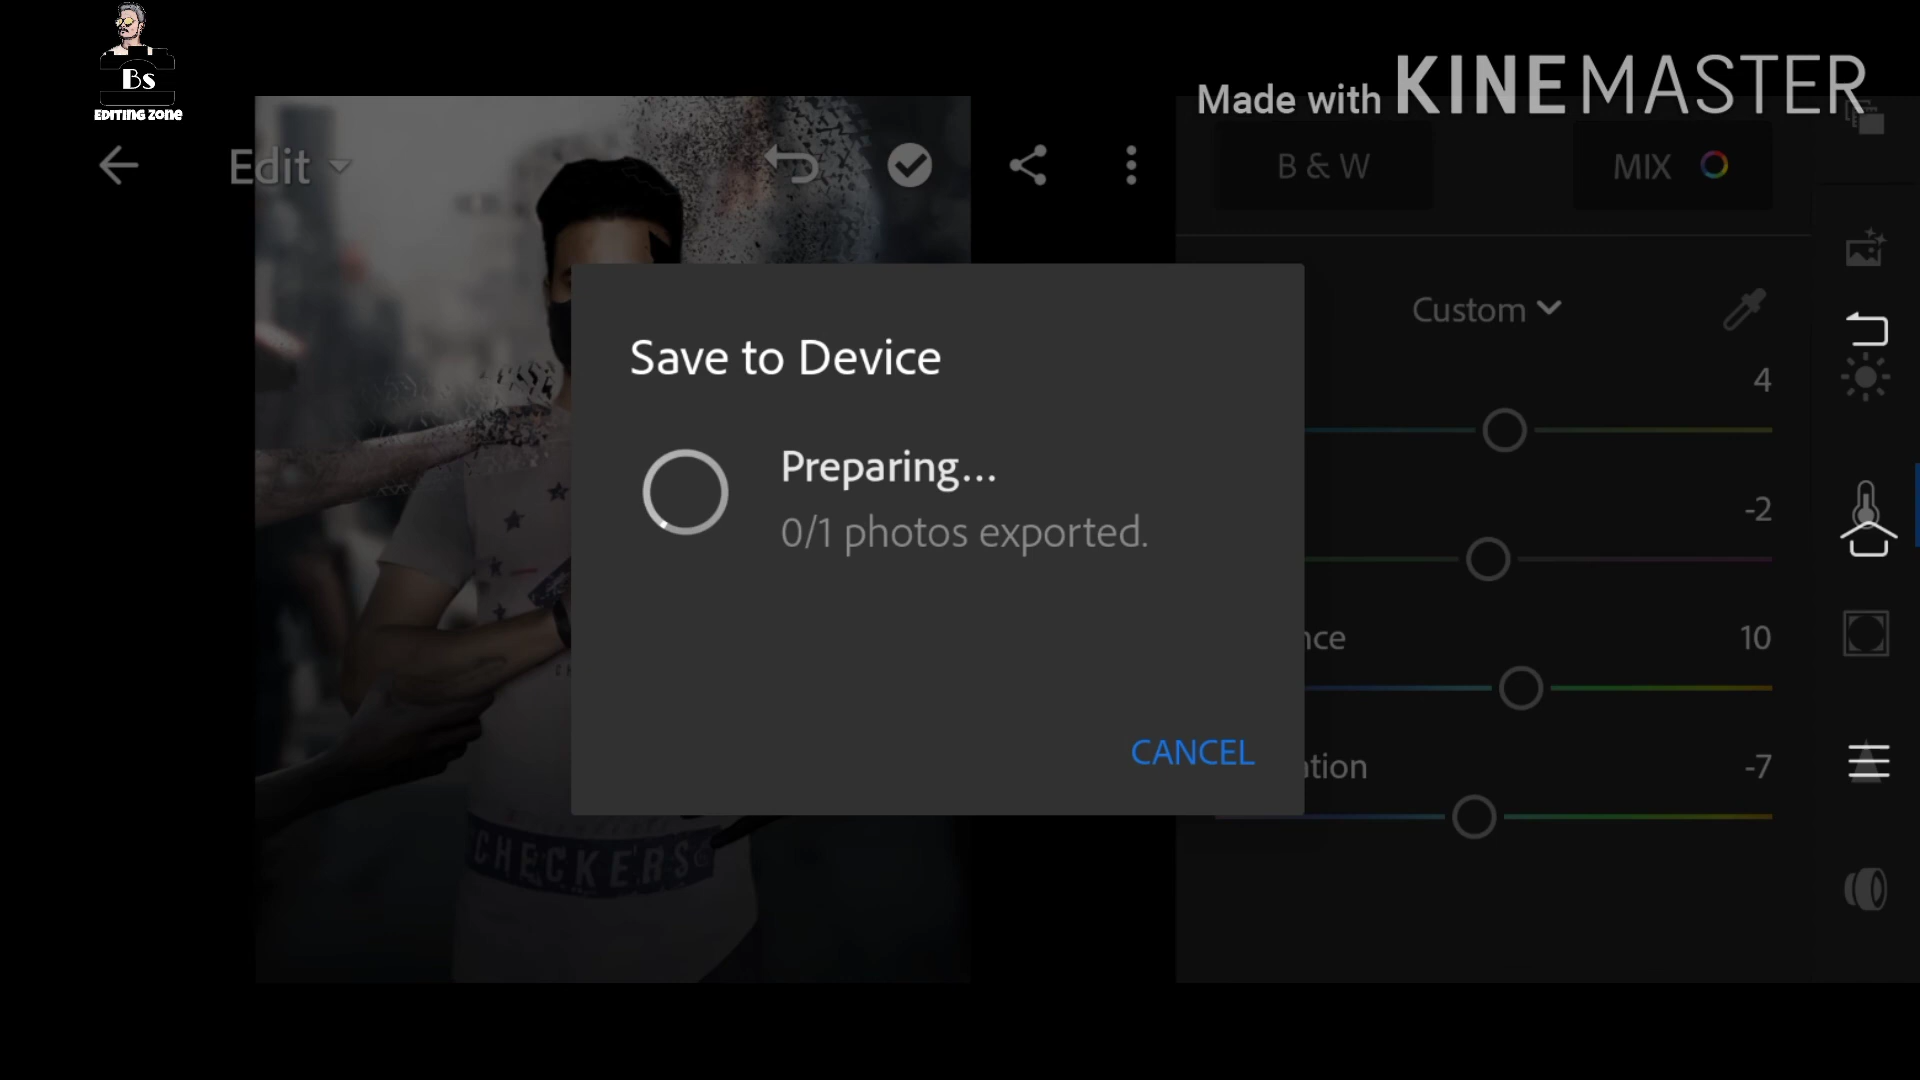 Bs
EDITING ZONE
Made with KINEMASTER
Edit
B & W
MIX
Custom
4
-2
nce
10
tion
-7
Save to Device
Preparing...
0/1 photos exported.
CANCEL
CHECKERS